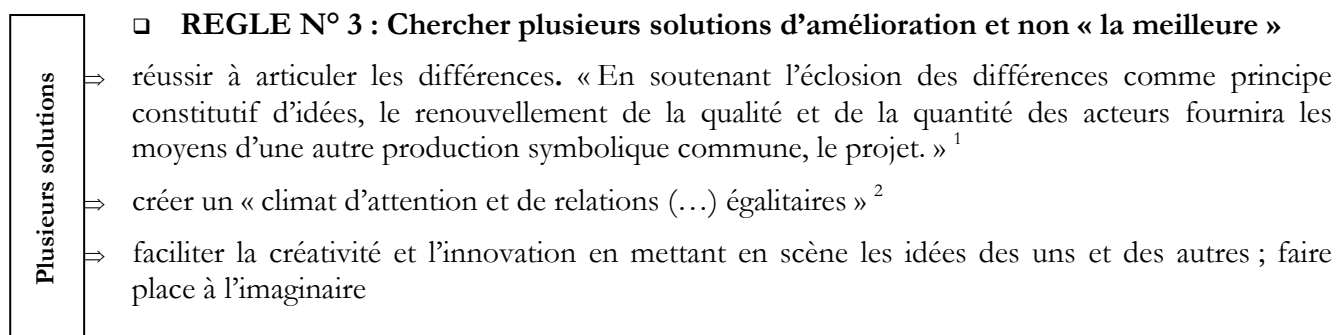 ❑ REGLE N° 3 : Chercher plusieurs solutions d’amélioration et non « la meilleure »
Plusieurs solutions
⇒ réussir à articuler les différences. « En soutenant l’éclosion des différences comme principe
constitutif d’idées, le renouvellement de la qualité et de la quantité des acteurs fournira les
moyens d’une autre production symbolique commune, le projet. » 1
⇒ créer un « climat d’attention et de relations (…) égalitaires » 2
⇒ faciliter la créativité et l’innovation en mettant en scène les idées des uns et des autres ; faire
place à l’imaginaire